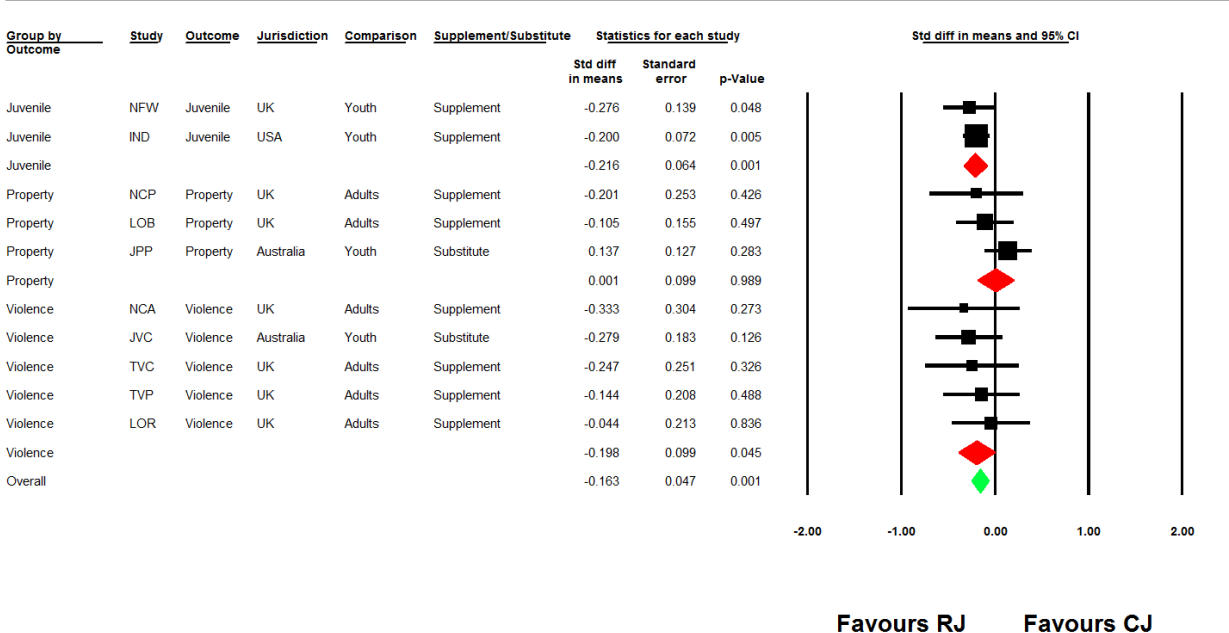 Group by Study Outcome Jurisdiction Comparison Supplement/Substitute Statistics for each study Std diff in means and 95% CI
Outcome
Std diff Standard
in means error p-Value
Juvenile NFW Juvenile UK Youth Supplement -0.276 0.139 0.048
Juvenile IND Juvenile USA Youth Supplement -0.200 0.072 0.005
Juvenile -0.216 0.064 0.001
Property NCP Property UK Adults Supplement -0.201 0.253 0.426
Property LOB Property UK Adults Supplement -0.105 0.155 0.497
Property JPP Property Australia Youth Substitute 0.137 0.127 0.283
Property 0.001 0.099 0.989
Violence NCA Violence UK Adults Supplement -0.333 0.304 0.273
Violence JVC Violence Australia Youth Substitute -0.279 0.183 0.126
Violence TVC Violence UK Adults Supplement -0.247 0.251 0.326
Violence TVP Violence UK Adults Supplement -0.144 0.208 0.488
Violence LOR Violence UK Adults Supplement -0.044 0.213 0.836
Violence -0.198 0.099 0.045
Overall -0.163 0.047 0.001
-2.00 -1.00 0.00 1.00 2.00
Favours RJ Favours CJ